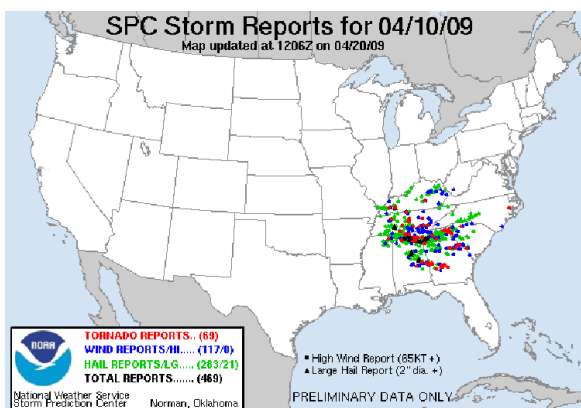 SPC Storm Reports for 04/10/09
Map updated at 1206Z on 04/20/09
NOAA
TORNADO REPORTS.. (69)
WIND REPORTS/HI..... (117/0)
HAIL REPORTS/LG..... (283/21)
TOTAL REPORTS....... (469)
National Weather Service
Storm Prediction Center Norman, Oklahoma
High Wind Report (65KT +)
Large Hail Report (2" dia. +)
PRELIMINARY DATA ONLY